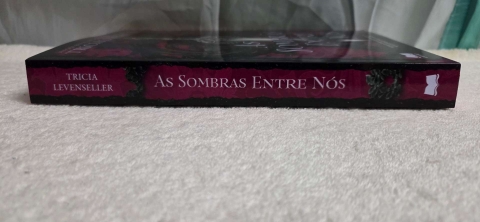 TRICIA
LEVENSELLER
AS SOMBRAS ENTRE NÓS